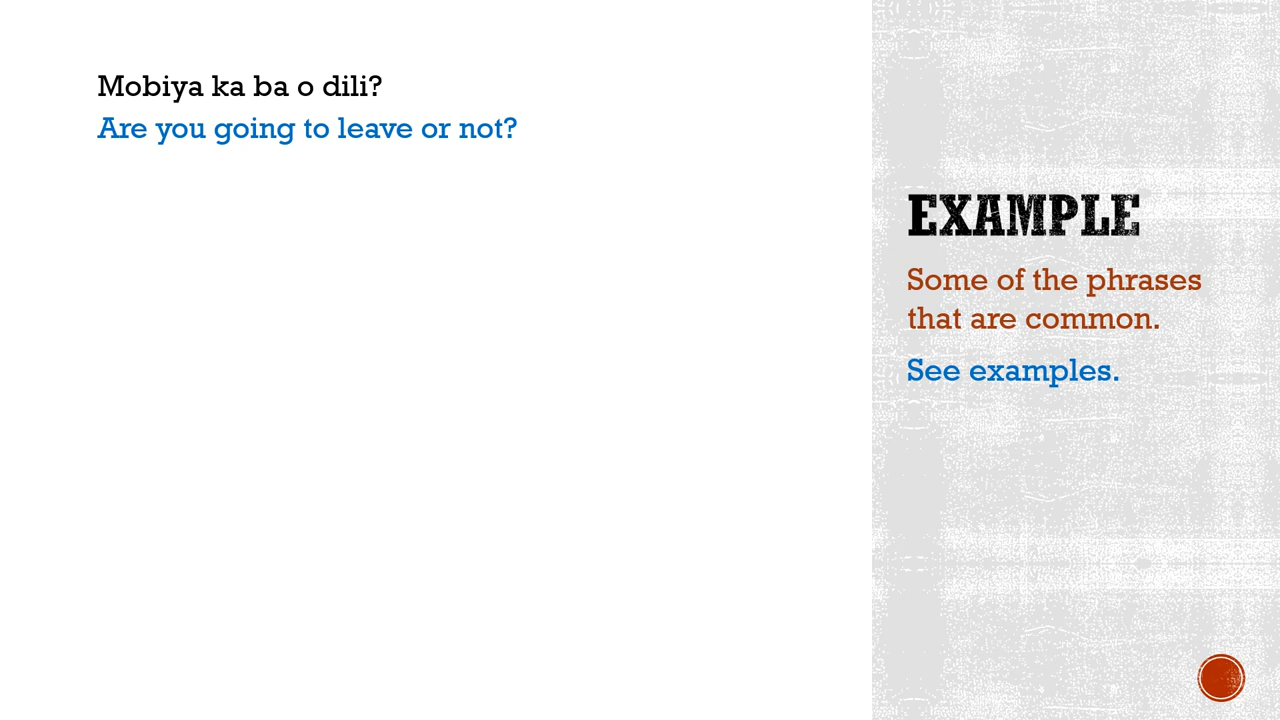 Mobiya ka ba o dili?
Are you going to leave or not?
EXAMPLE
Some of the phrases
that are common.
See examples.